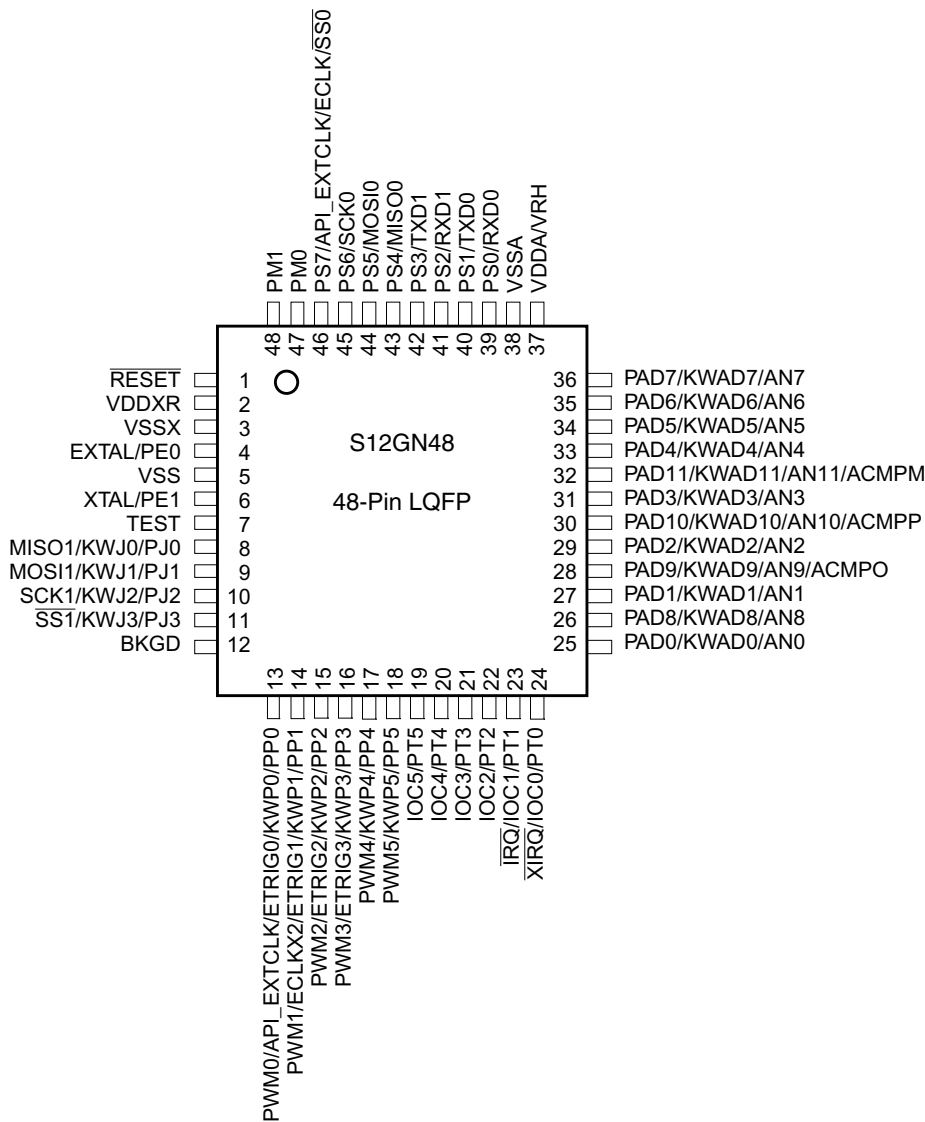 PM1
PM0
PS7/API_EXTCLK/ECLK/S̅S̅0̅
PS6/SCK0
PS5/MOSI0
PS4/MISO0
PS3/TXD1
PS2/RXD1
PS1/TXD0
PS0/RXD0
VSSA
VDDA/VRH
48
47
46
45
44
43
42
41
40
39
38
37
R̅E̅S̅E̅T̅ 1
VDDXR 2
VSSX 3
EXTAL/PE0 4
VSS 5
XTAL/PE1 6
TEST 7
MISO1/KWJ0/PJ0 8
MOSI1/KWJ1/PJ1 9
SCK1/KWJ2/PJ2 10
S̅S̅1̅/KWJ3/PJ3 11
BKGD 12
S12GN48
48-Pin LQFP
36 PAD7/KWAD7/AN7
35 PAD6/KWAD6/AN6
34 PAD5/KWAD5/AN5
33 PAD4/KWAD4/AN4
32 PAD11/KWAD11/AN11/ACMPM
31 PAD3/KWAD3/AN3
30 PAD10/KWAD10/AN10/ACMPP
29 PAD2/KWAD2/AN2
28 PAD9/KWAD9/AN9/ACMPO
27 PAD1/KWAD1/AN1
26 PAD8/KWAD8/AN8
25 PAD0/KWAD0/AN0
13
14
15
16
17
18
19
20
21
22
23
24
PWM0/API_EXTCLK/ETRIG0/KWP0/PP0
PWM1/ECLKX2/ETRIG1/KWP1/PP1
PWM2/ETRIG2/KWP2/PP2
PWM3/ETRIG3/KWP3/PP3
PWM4/KWP4/PP4
PWM5/KWP5/PP5
IOC5/PT5
IOC4/PT4
IOC3/PT3
IOC2/PT2
I̅R̅Q̅/IOC1/PT1
X̅I̅R̅Q̅/IOC0/PT0